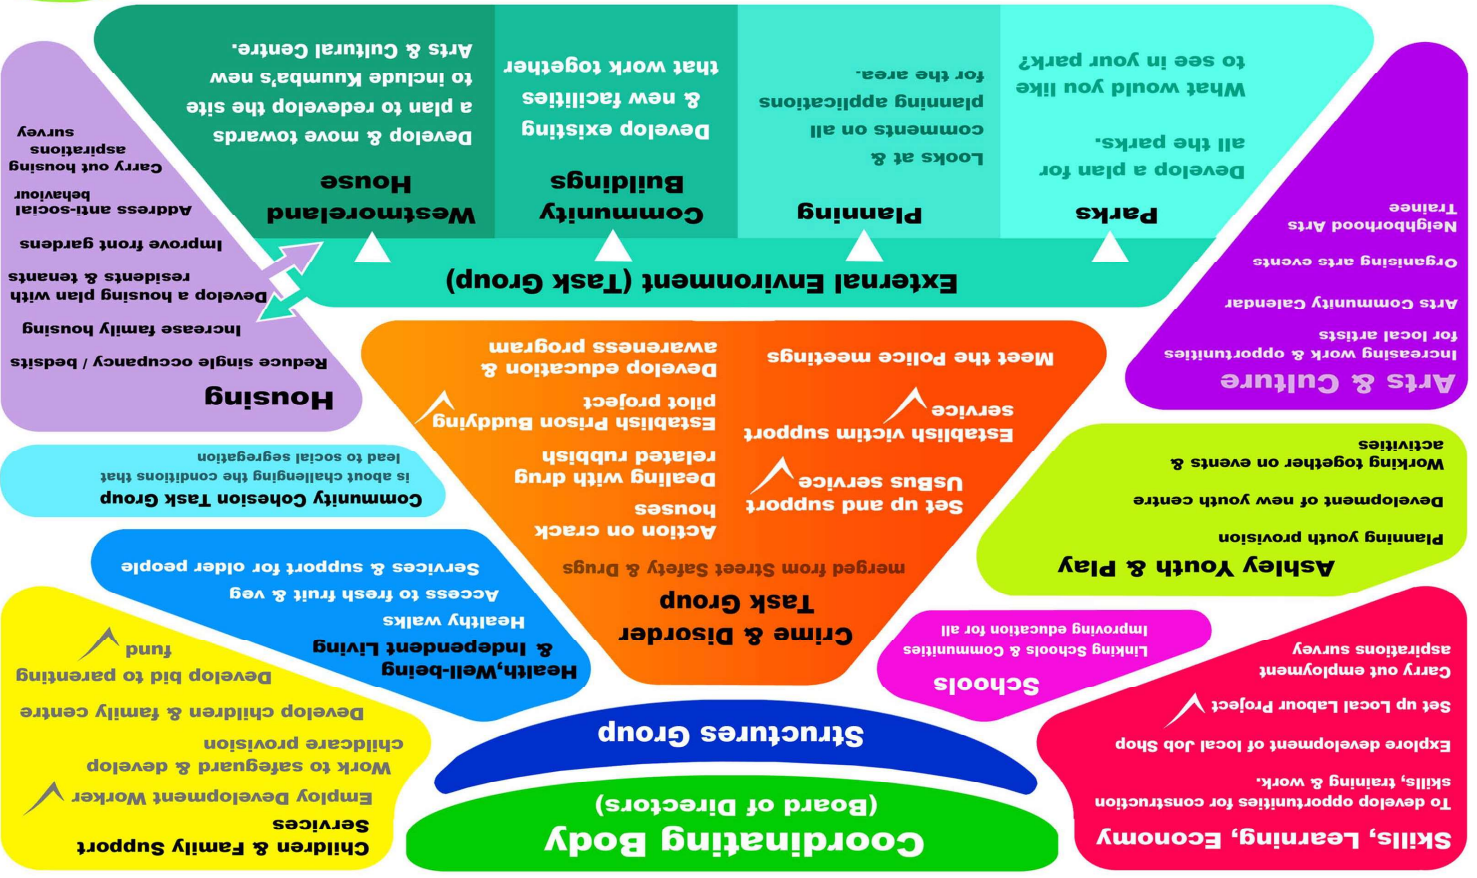 Coordinating Body
(Board of Directors)
Structures Group
Skills, Learning, Economy
To develop opportunities for construction
skills, training & work.
Explore development of local Job Shop
Set up Local Labour Project
Carry out employment
aspirations survey
Schools
Linking Schools & Communities
Improving education for all
Ashley Youth & Play
Planning youth provision
Development of new youth centre
Working together on events &
activities
Arts & Culture
Increasing work & opportunities
for local artists
Arts Community Calendar
Organising arts events
Neighborhood Arts
Trainee
Crime & Disorder
Task Group
merged from Street Safety & Drugs
Set up and support
UsBus service
Establish victim support
service
Meet the Police meetings
Action on crack
houses
Dealing with drug
related rubbish
Establish Prison Buddying
pilot project
Develop education &
awareness program
Children & Family Support
Services
Employ Development Worker
Work to safeguard & develop
childcare provision
Develop children & family centre
Develop bid to parenting
fund
Health,Well-being
& Independent Living
Healthy walks
Access to fresh fruit & veg
Services & support for older people
Community Cohesion Task Group
is about challenging the conditions that
lead to social segregation
Housing
Reduce single occupancy / bedsits
Increase family housing
Develop a housing plan with
residents & tenants
Improve front gardens
Address anti-social
behaviour
Carry out housing
aspirations
survey
External Environment (Task Group)
Parks
Develop a plan for
all the parks.
What would you like
to see in your park?
Planning
Looks at &
comments on all
planning applications
for the area.
Community
Buildings
Develop existing
& new facilities
that work together
Westmoreland
House
Develop & move towards
a plan to redevelop the site
to include Kuumba's new
Arts & Cultural Centre.